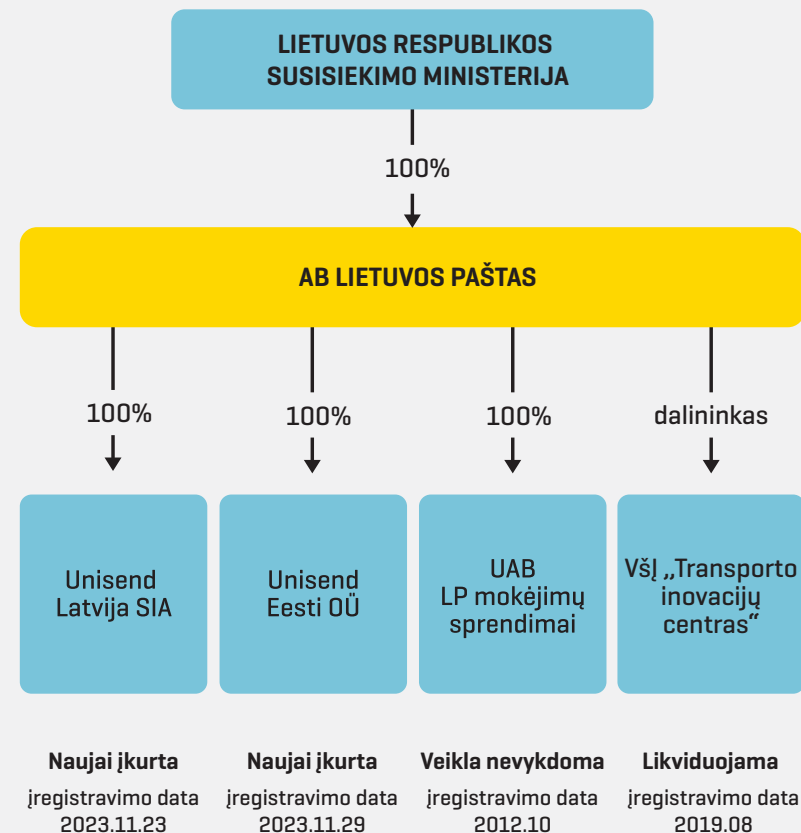 LIETUVOS RESPUBLIKOS
SUSISIEKIMO MINISTERIJA
100%
AB LIETUVOS PAŠTAS
100%
100%
100%
dalininkas
Unisend
Latvija SIA
Unisend
Eesti OÜ
UAB
LP mokėjimų
sprendimai
VšĮ „Transporto
inovacijų
centras“
Naujai įkurta
įregistravimo data
2023.11.23
Naujai įkurta
įregistravimo data
2023.11.29
Veikla nevykdoma
įregistravimo data
2012.10
Likviduojama
įregistravimo data
2019.08